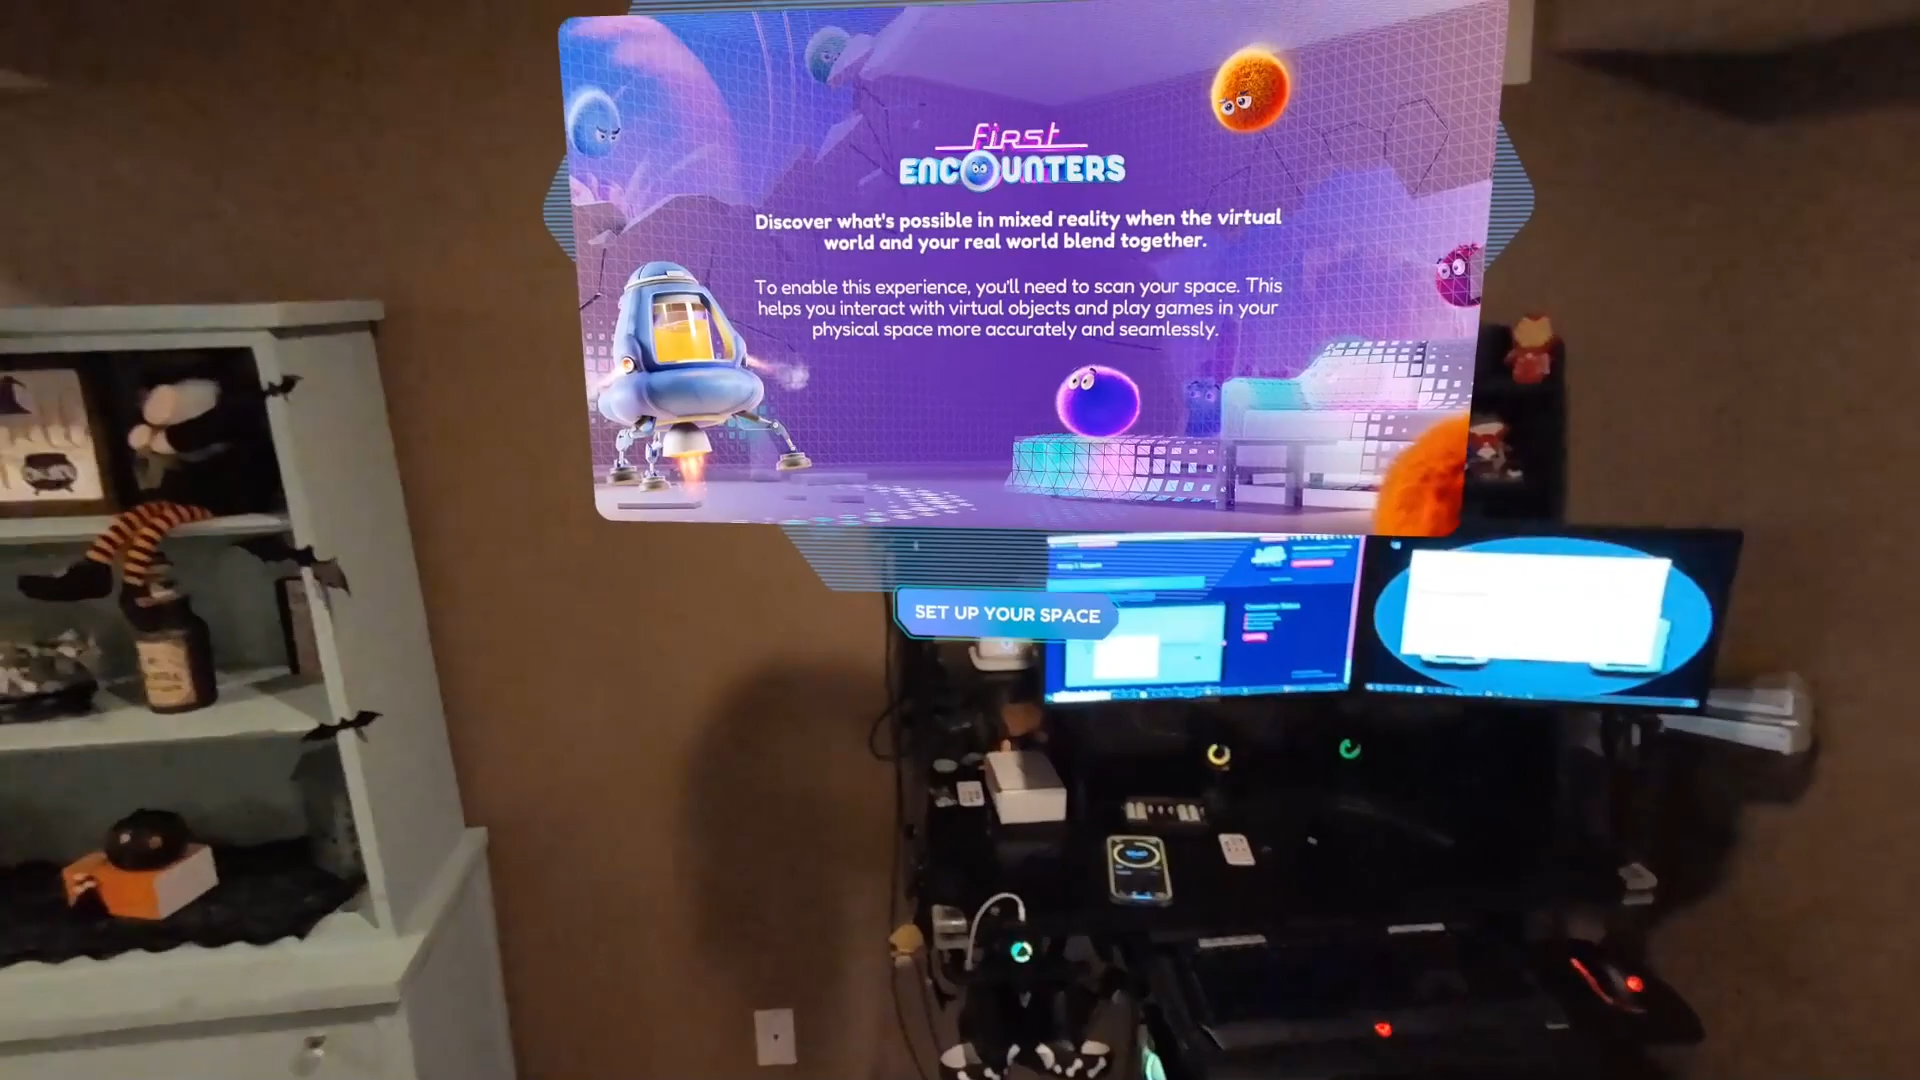 First
ENCOUNTERS
Discover what's possible in mixed reality when the virtual
world and your real world blend together.
To enable this experience, you'll need to scan your space. This
helps you interact with virtual objects and play games in your
physical space more accurately and seamlessly.
SET UP YOUR SPACE